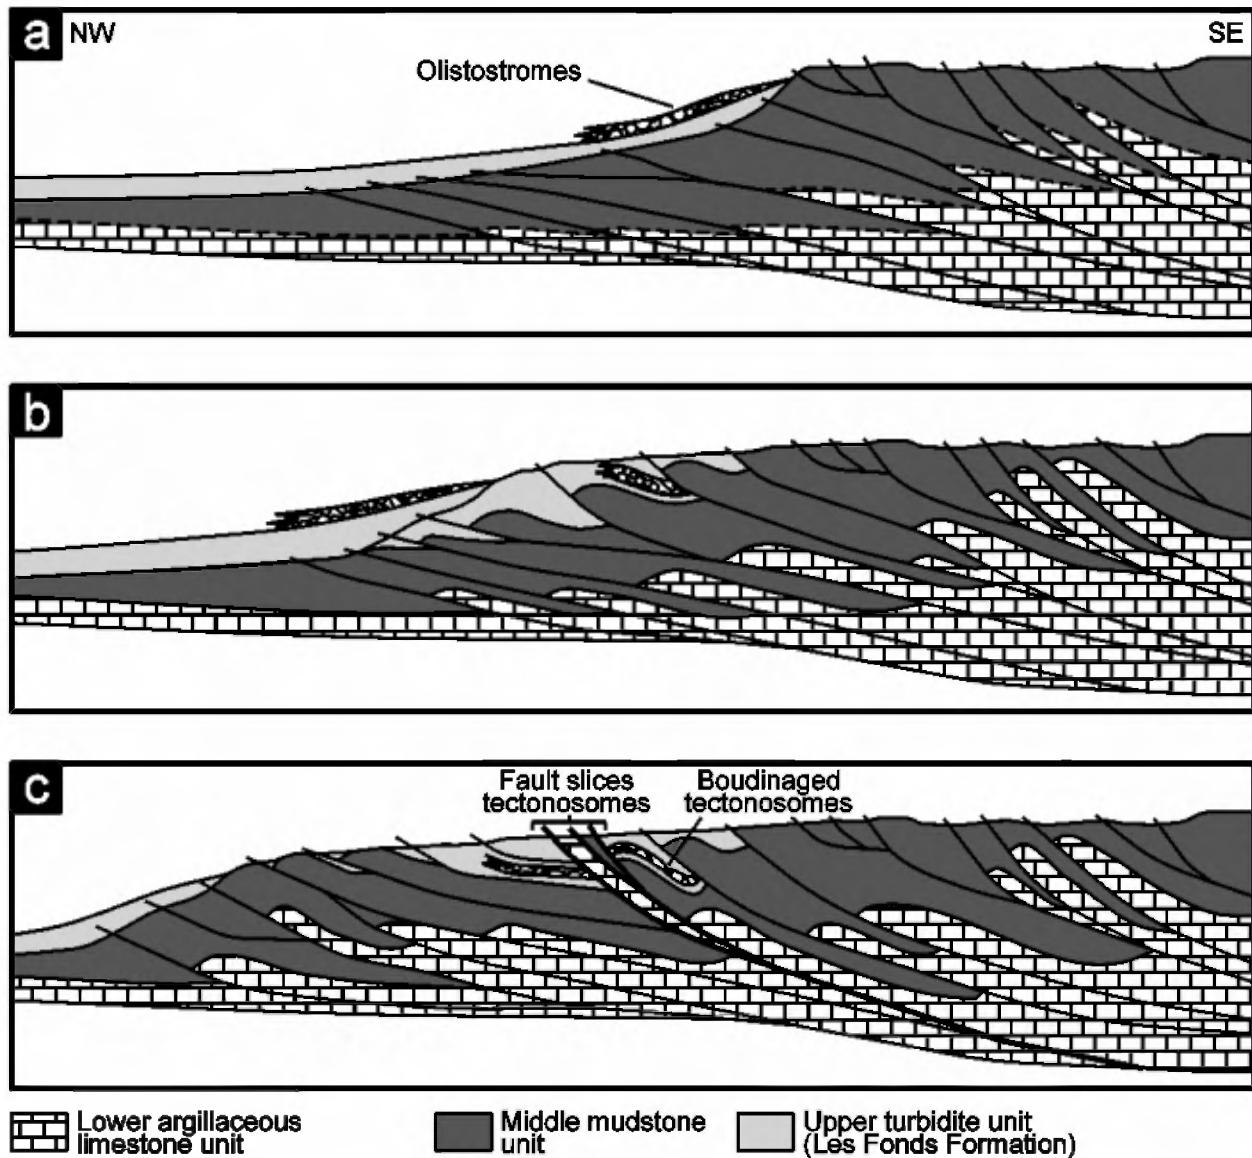 a
NW
SE
Olistostromes
b
c
Fault slices
tectonosomes
Boudinaged
tectonosomes
Lower argillaceous
limestone unit
Middle mudstone
unit
Upper turbidite unit
(Les Fonds Formation)